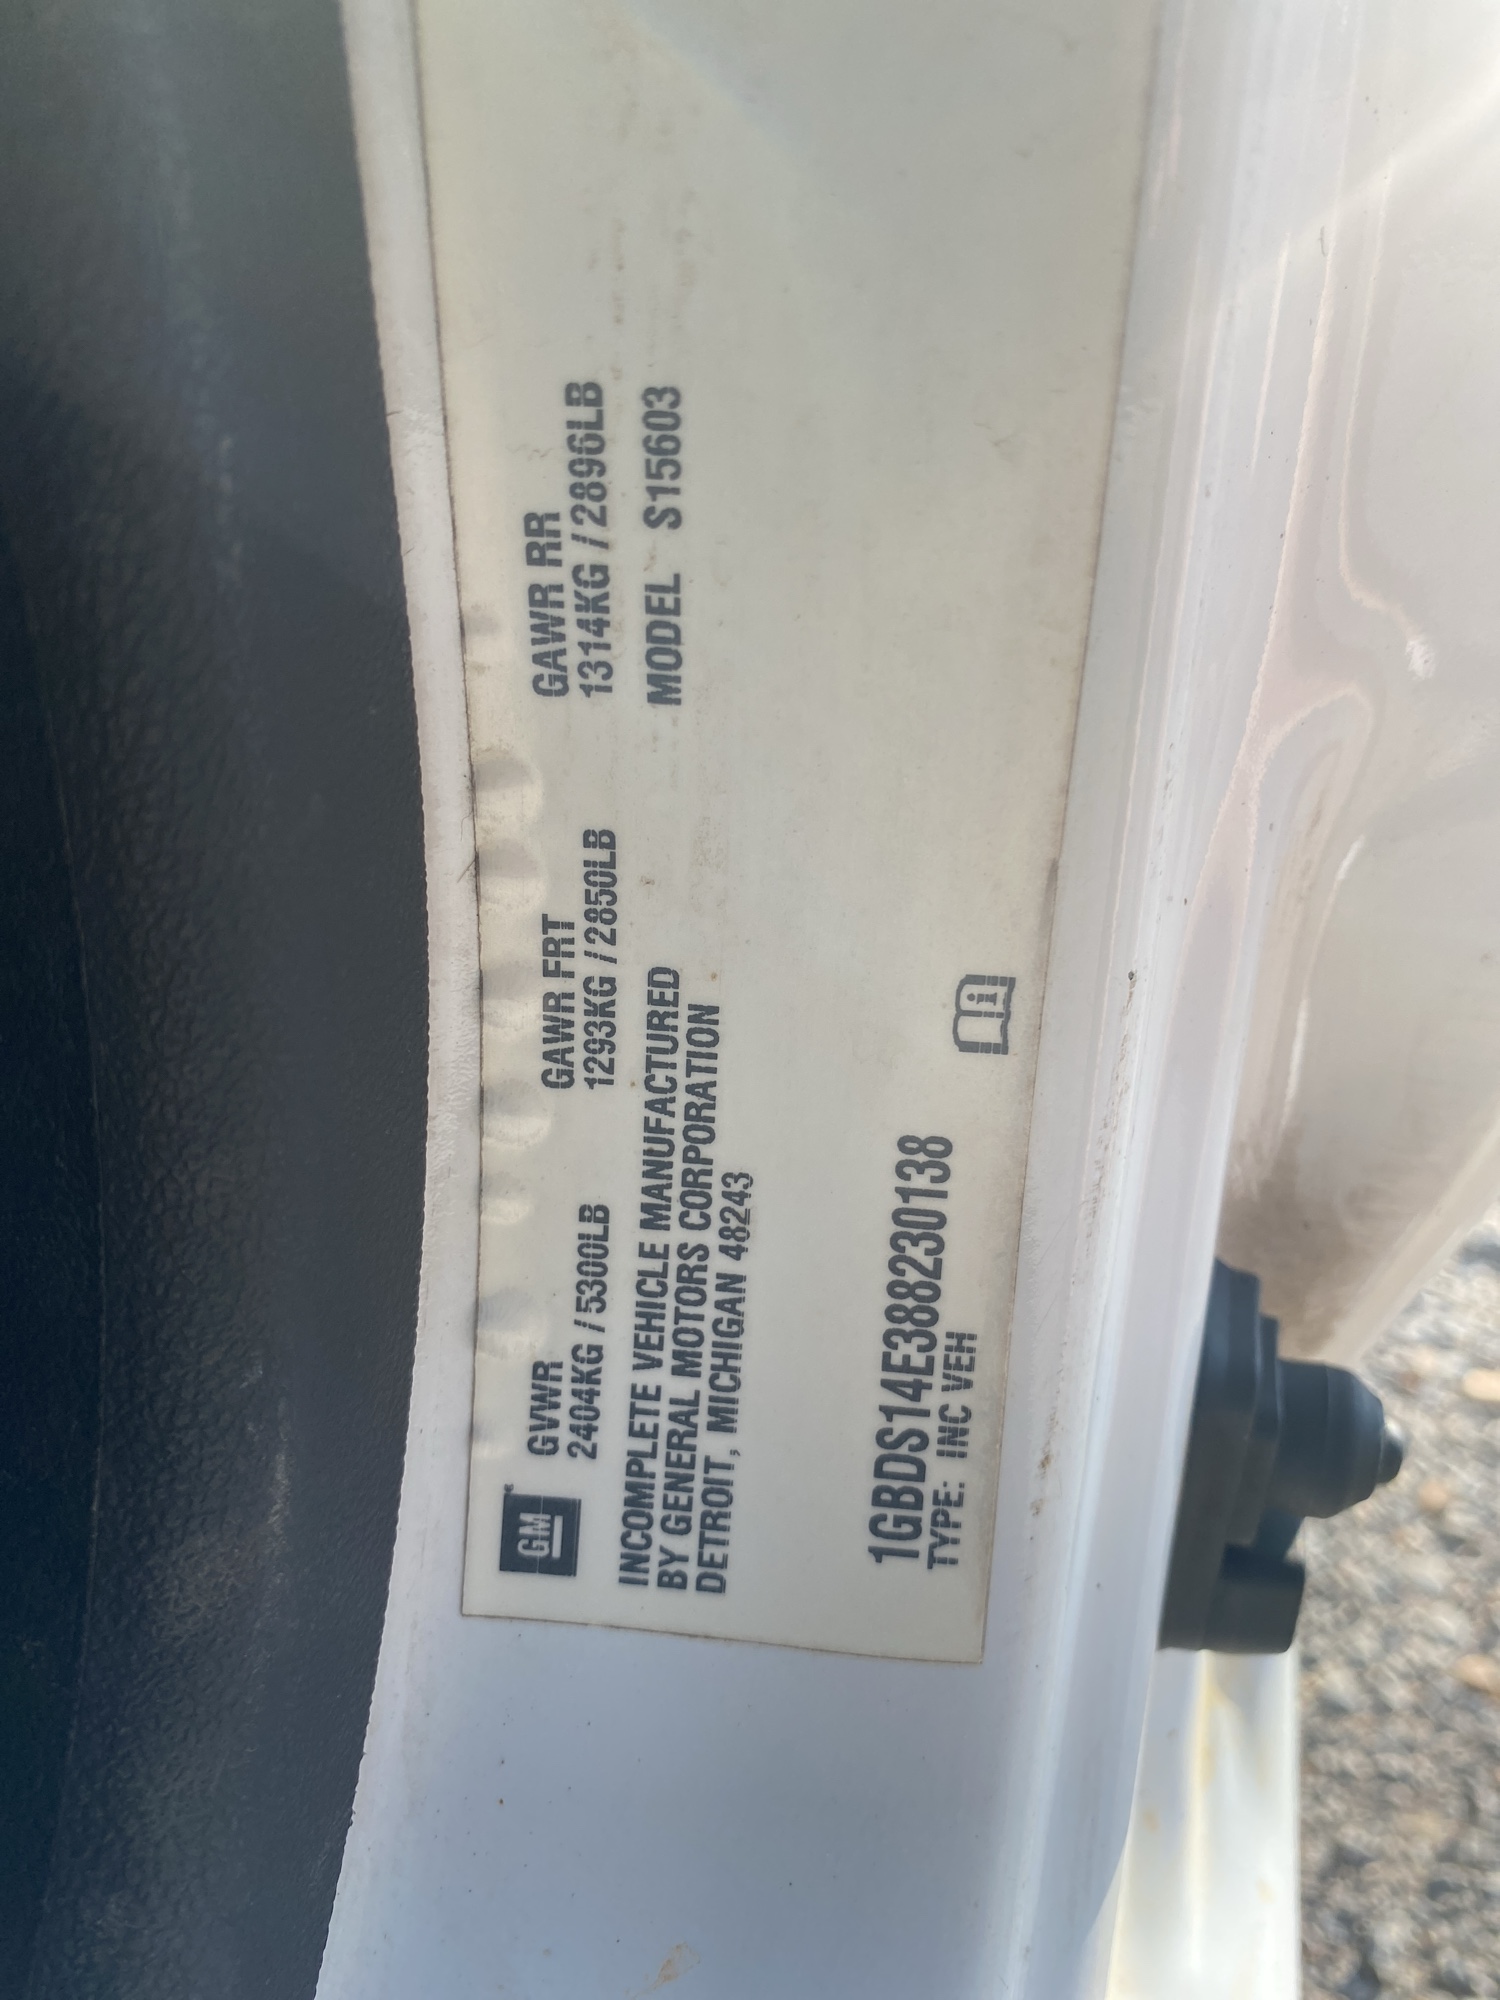 GM
GVWR GAWR FRT GAWR RR
2404KG / 5300LB 1293KG / 2850LB 1314KG / 2896LB
INCOMPLETE VEHICLE MANUFACTURED MODEL S15603
BY GENERAL MOTORS CORPORATION
DETROIT, MICHIGAN 48243
1GBDS14E388230138
TYPE: INC VEH